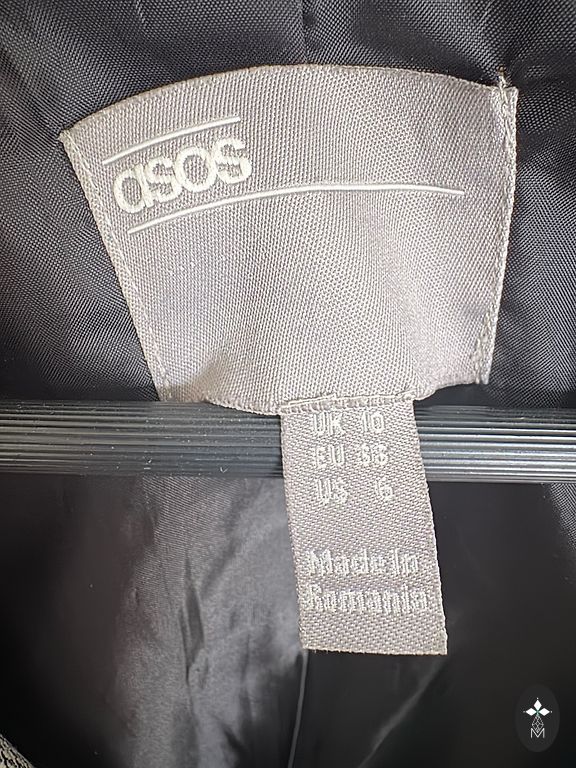 asos
UK 10
EU 38
US 6
Made In
Romania